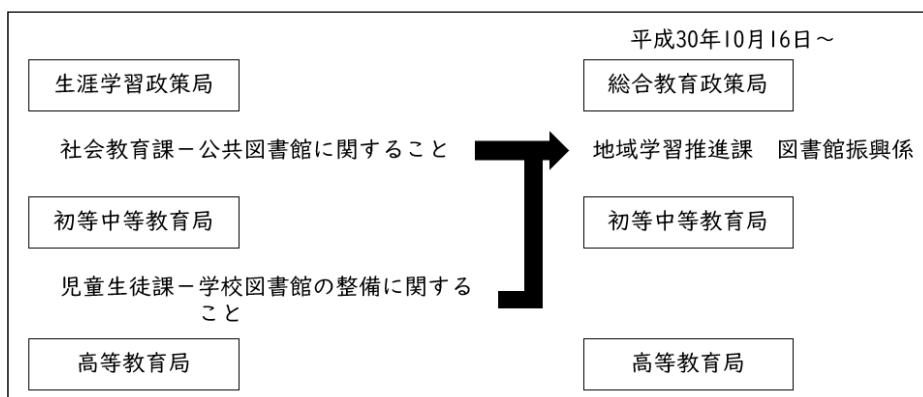 平成30年10月16日～
生涯学習政策局
総合教育政策局
社会教育課－公共図書館に関すること
地域学習推進課　図書館振興係
初等中等教育局
初等中等教育局
児童生徒課－学校図書館の整備に関する
こと
高等教育局
高等教育局